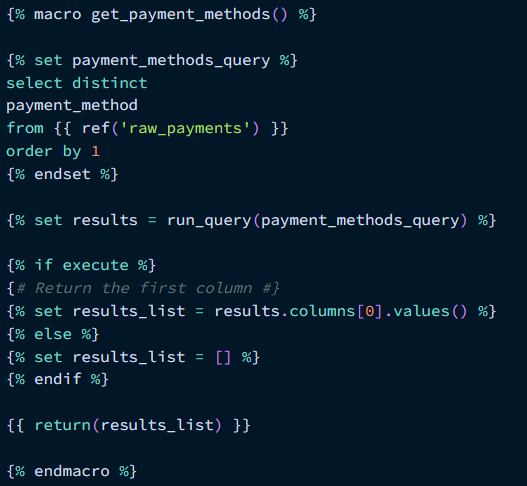 {% macro get_payment_methods() %}
{% set payment_methods_query %}
select distinct
payment_method
from {{ ref('raw_payments') }}
order by 1
{% endset %}
{% set results = run_query(payment_methods_query) %}
{% if execute %}
{# Return the first column #}
{% set results_list = results.columns[0].values() %}
{% else %}
{% set results_list = [] %}
{% endif %}
{{ return(results_list) }}
{% endmacro %}